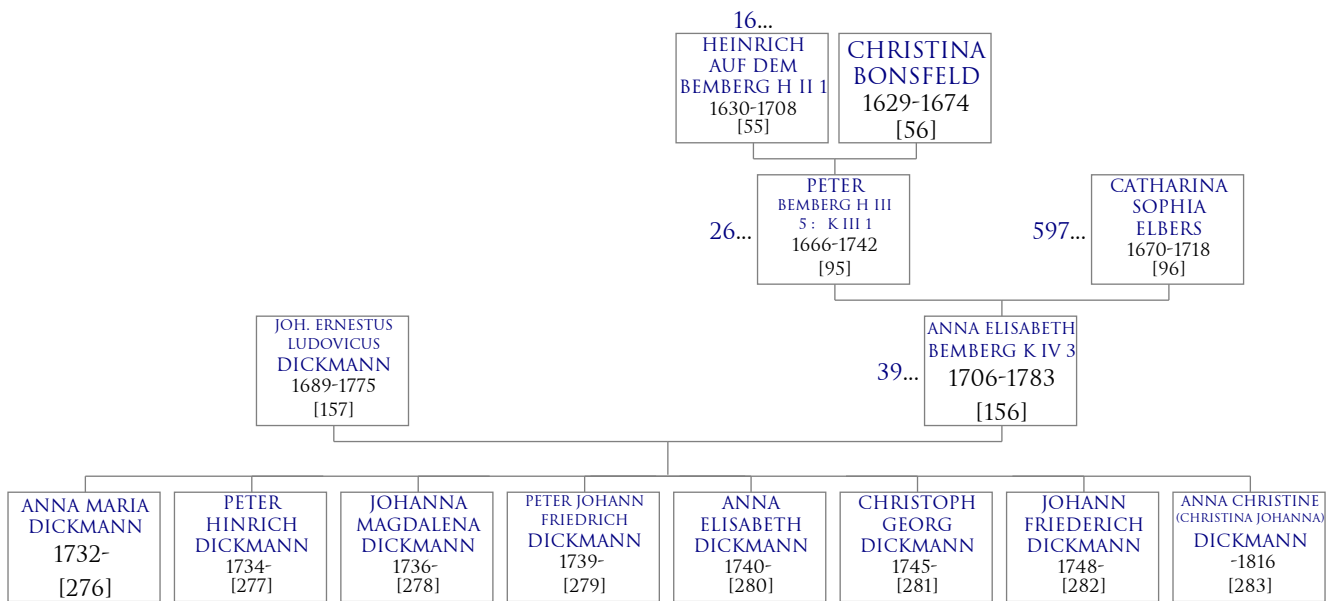 16...
HEINRICH
AUF DEM
BEMBERG H II 1
1630-1708
[55]
CHRISTINA
BONSFELD
1629-1674
[56]
26...
PETER
BEMBERG H III
5 : K III 1
1666-1742
[95]
597...
CATHARINA
SOPHIA
ELBERS
1670-1718
[96]
JOH. ERNESTUS
LUDOVICUS
DICKMANN
1689-1775
[157]
39...
ANNA ELISABETH
BEMBERG K IV 3
1706-1783
[156]
ANNA MARIA
DICKMANN
1732-
[276]
PETER
HINRICH
DICKMANN
1734-
[277]
JOHANNA
MAGDALENA
DICKMANN
1736-
[278]
PETER JOHANN
FRIEDRICH
DICKMANN
1739-
[279]
ANNA
ELISABETH
DICKMANN
1740-
[280]
CHRISTOPH
GEORG
DICKMANN
1745-
[281]
JOHANN
FRIEDERICH
DICKMANN
1748-
[282]
ANNA CHRISTINE
(CHRISTINA JOHANNA)
DICKMANN
-1816
[283]